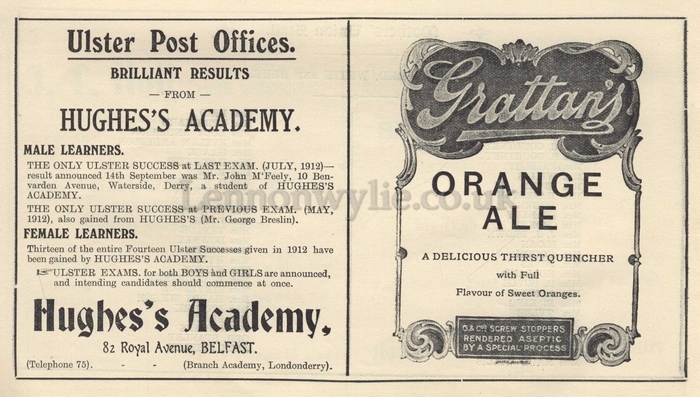 Ulster Post Offices.
BRILLIANT RESULTS
— FROM —
HUGHES'S ACADEMY.
MALE LEARNERS.
THE ONLY ULSTER SUCCESS at LAST EXAM. (JULY, 1912)—
result announced 14th September was Mr. John M'Feely, 10 Ben-
varden Avenue, Waterside, Derry, a student of HUGHES'S
ACADEMY.
THE ONLY ULSTER SUCCESS at PREVIOUS EXAM. (MAY,
1912), also gained from HUGHES'S (Mr. George Breslin).
FEMALE LEARNERS.
Thirteen of the entire Fourteen Ulster Successes given in 1912 have
been gained by HUGHES'S ACADEMY.
☞ ULSTER EXAMS. for both BOYS and GIRLS are announced,
and intending candidates should commence at once.
Hughes's Academy,
82 Royal Avenue, BELFAST.
(Telephone 75). - - (Branch Academy, Londonderry).
Grattan's
ORANGE
ALE
A DELICIOUS THIRST QUENCHER
with Full
Flavour of Sweet Oranges.
G.& Cos SCREW STOPPERS
RENDERED ASEPTIC
BY A SPECIAL PROCESS
Lennonwylie.co.uk